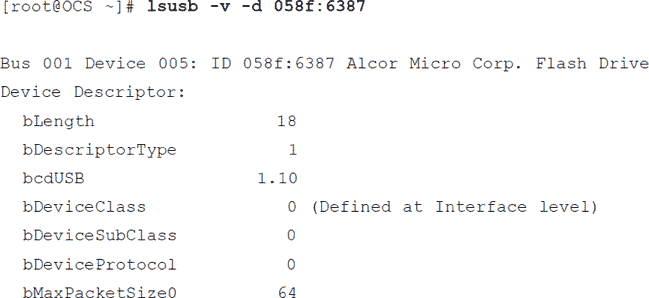 [root@OCS ~]# lsusb -v -d 058f:6387
Bus 001 Device 005: ID 058f:6387 Alcor Micro Corp. Flash Drive
Device Descriptor:
bLength 18
bDescriptorType 1
bcdUSB 1.10
bDeviceClass 0 (Defined at Interface level)
bDeviceSubClass 0
bDeviceProtocol 0
bMaxPacketSize0 64